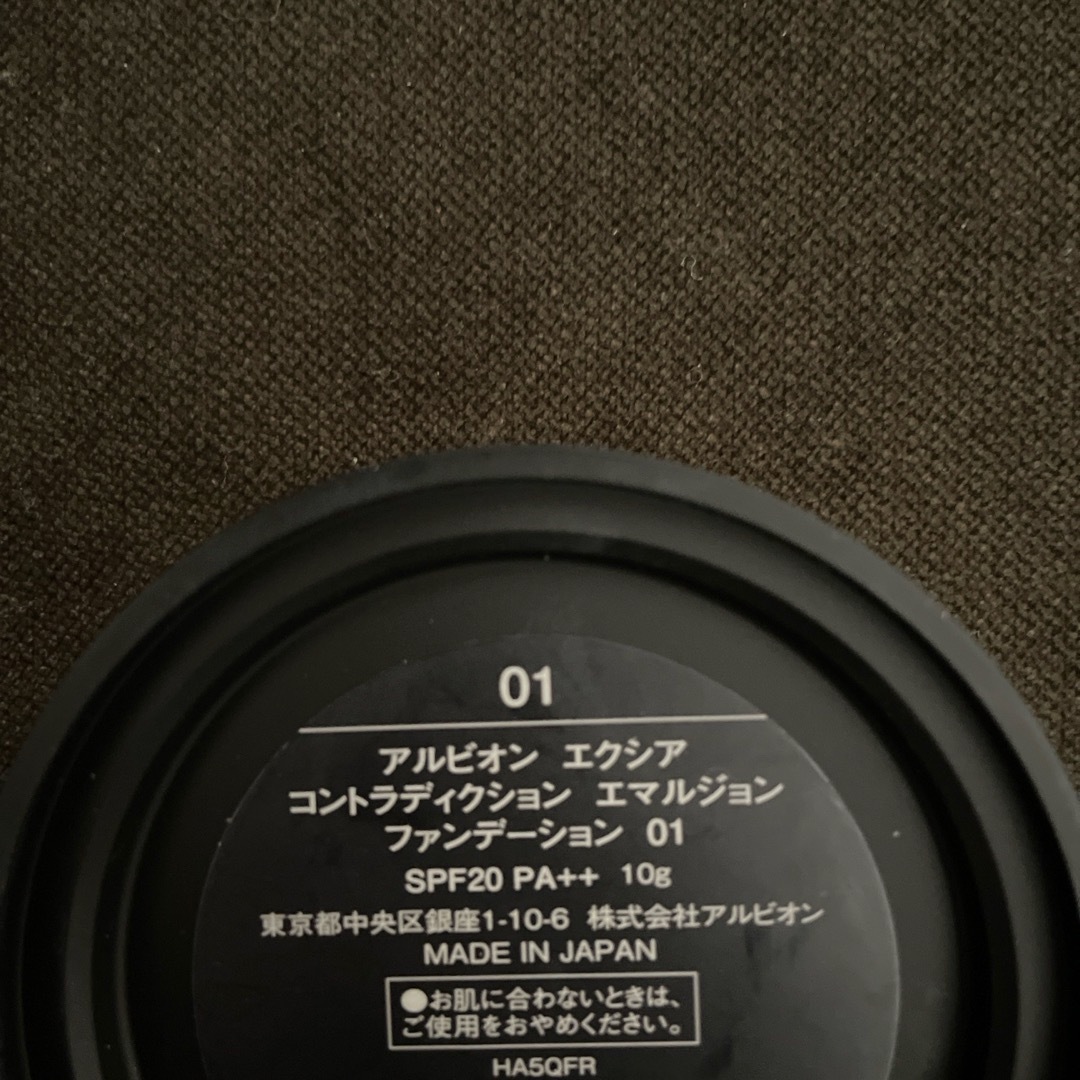 01
アルビオン エクシア
コントラディクション エマルジョン
ファンデーション 01
SPF20 PA++ 10g
東京都中央区銀座1-10-6 株式会社アルビオン
MADE IN JAPAN
●お肌に合わないときは、
ご使用をおやめください。
HA5QFR